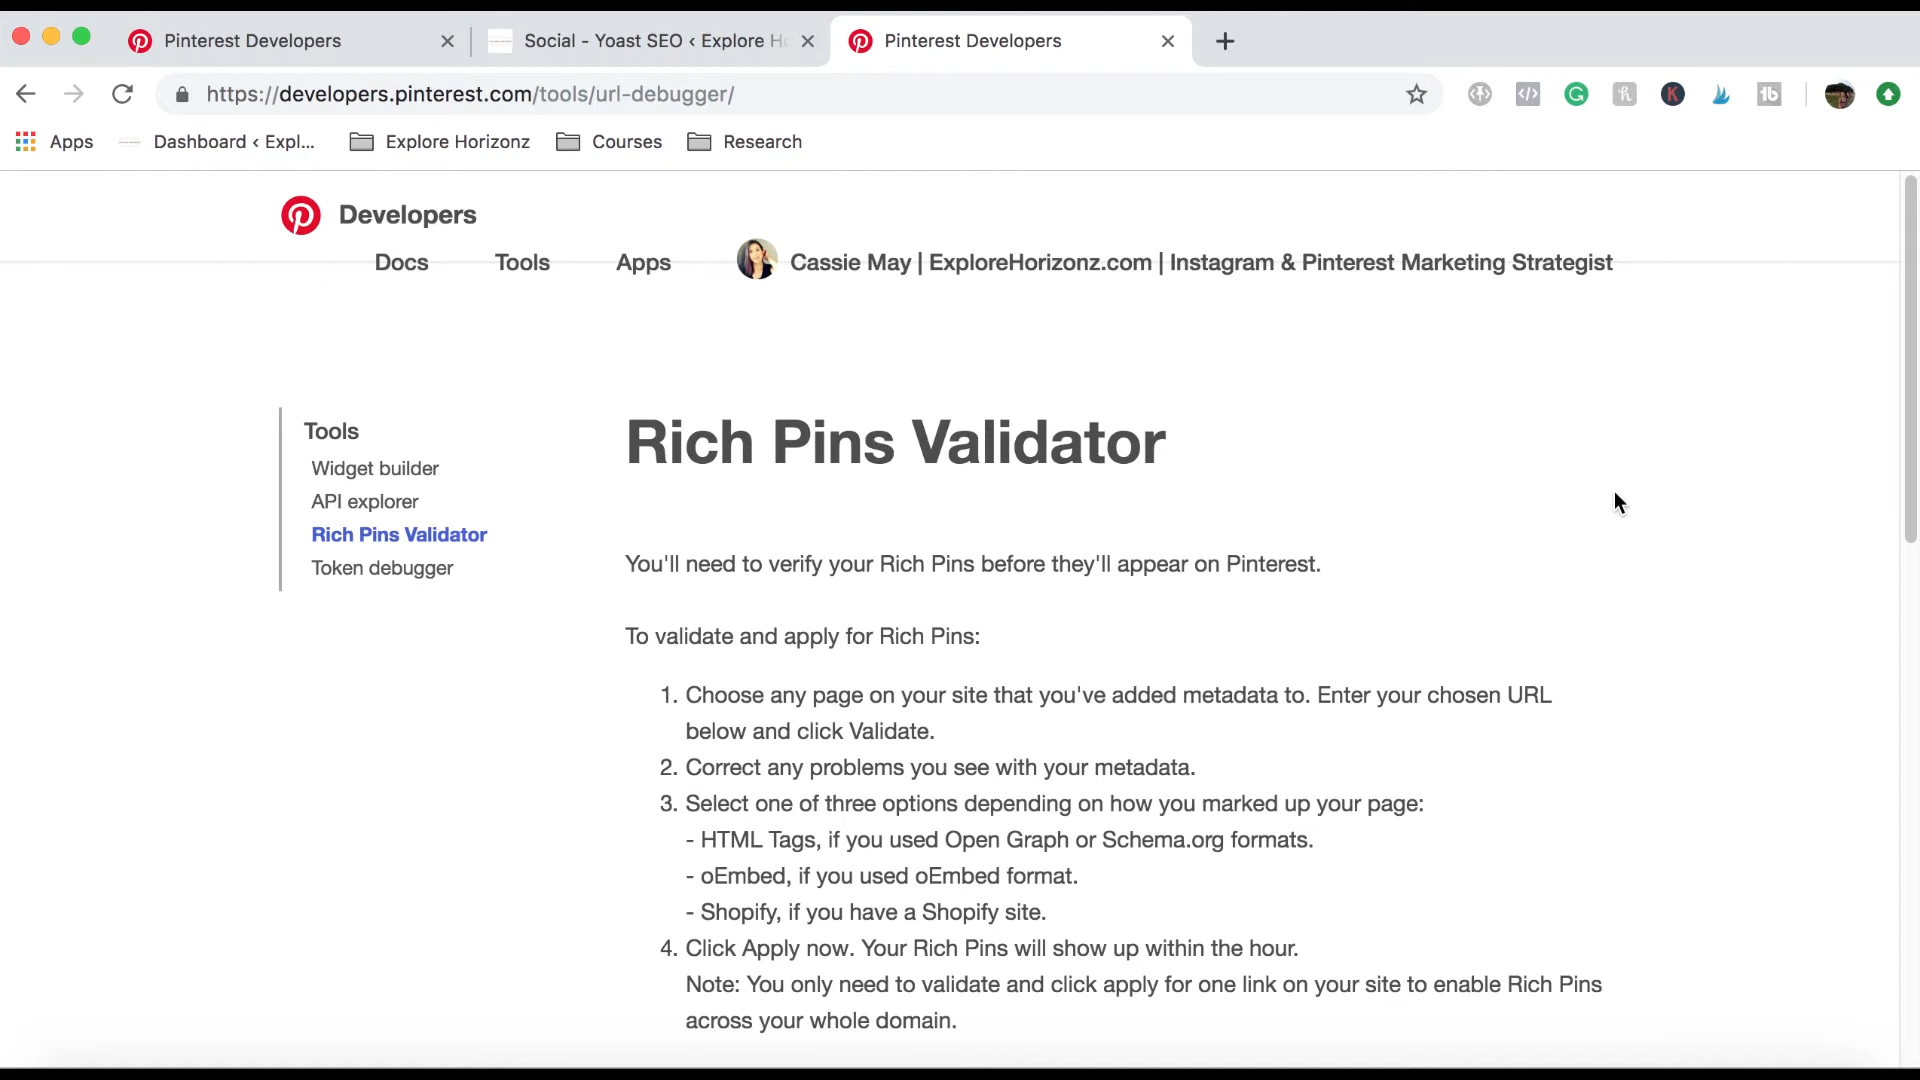 Pinterest Developers
Social - Yoast SEO ‹ Explore H
Pinterest Developers
https://developers.pinterest.com/tools/url-debugger/
Apps
Dashboard ‹ Expl...
Explore Horizonz
Courses
Research
Developers
Docs Tools Apps Cassie May | ExploreHorizonz.com | Instagram & Pinterest Marketing Strategist
Tools
Widget builder
API explorer
Rich Pins Validator
Token debugger
Rich Pins Validator
You'll need to verify your Rich Pins before they'll appear on Pinterest.
To validate and apply for Rich Pins:
1. Choose any page on your site that you've added metadata to. Enter your chosen URL
below and click Validate.
2. Correct any problems you see with your metadata.
3. Select one of three options depending on how you marked up your page:
- HTML Tags, if you used Open Graph or Schema.org formats.
- oEmbed, if you used oEmbed format.
- Shopify, if you have a Shopify site.
4. Click Apply now. Your Rich Pins will show up within the hour.
Note: You only need to validate and click apply for one link on your site to enable Rich Pins
across your whole domain.